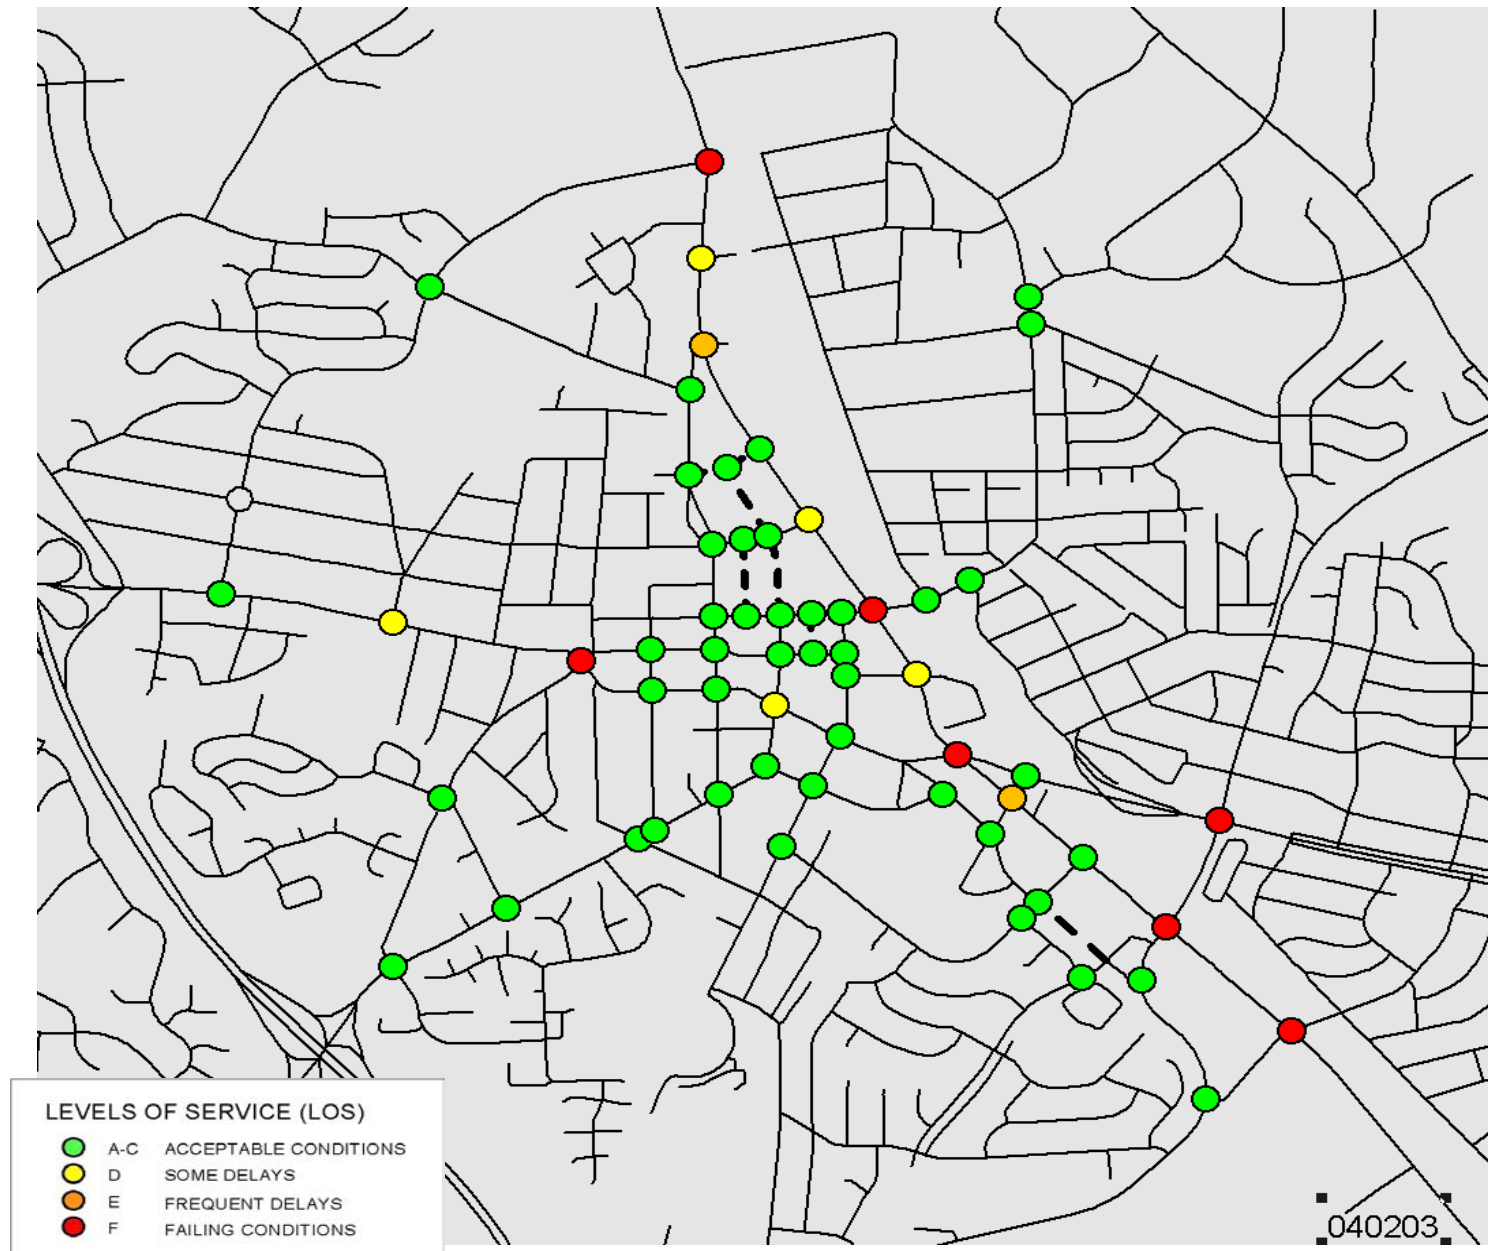 LEVELS OF SERVICE (LOS)
A-C ACCEPTABLE CONDITIONS
D SOME DELAYS
E FREQUENT DELAYS
F FAILING CONDITIONS
040203